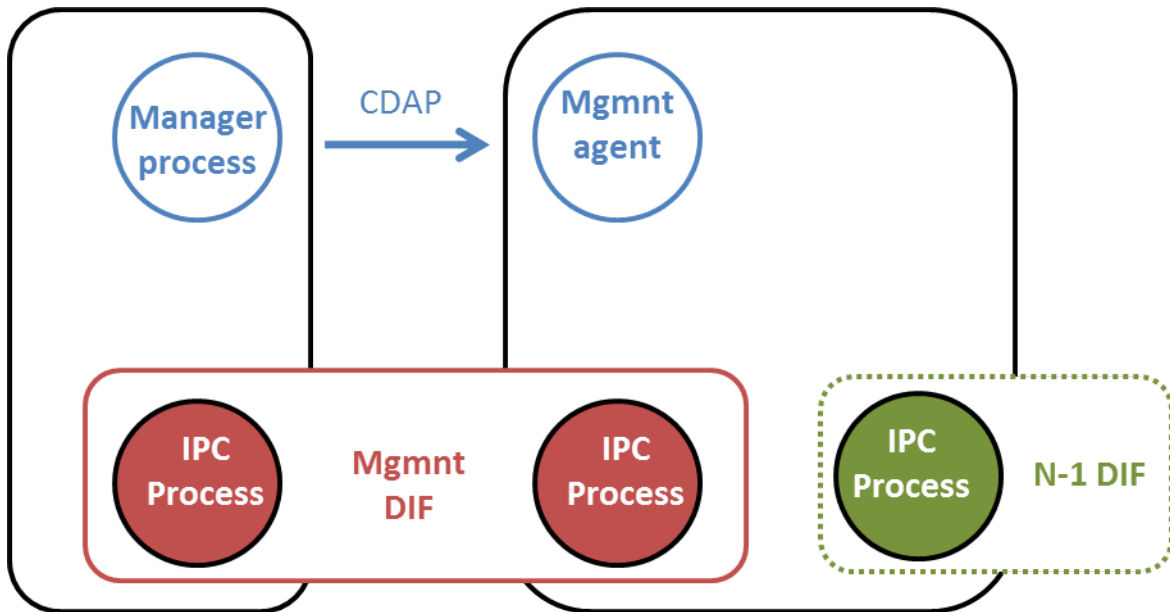 Manager
process
CDAP
Mgmnt
agent
IPC
Process
Mgmnt
DIF
IPC
Process
IPC
Process
N-1 DIF